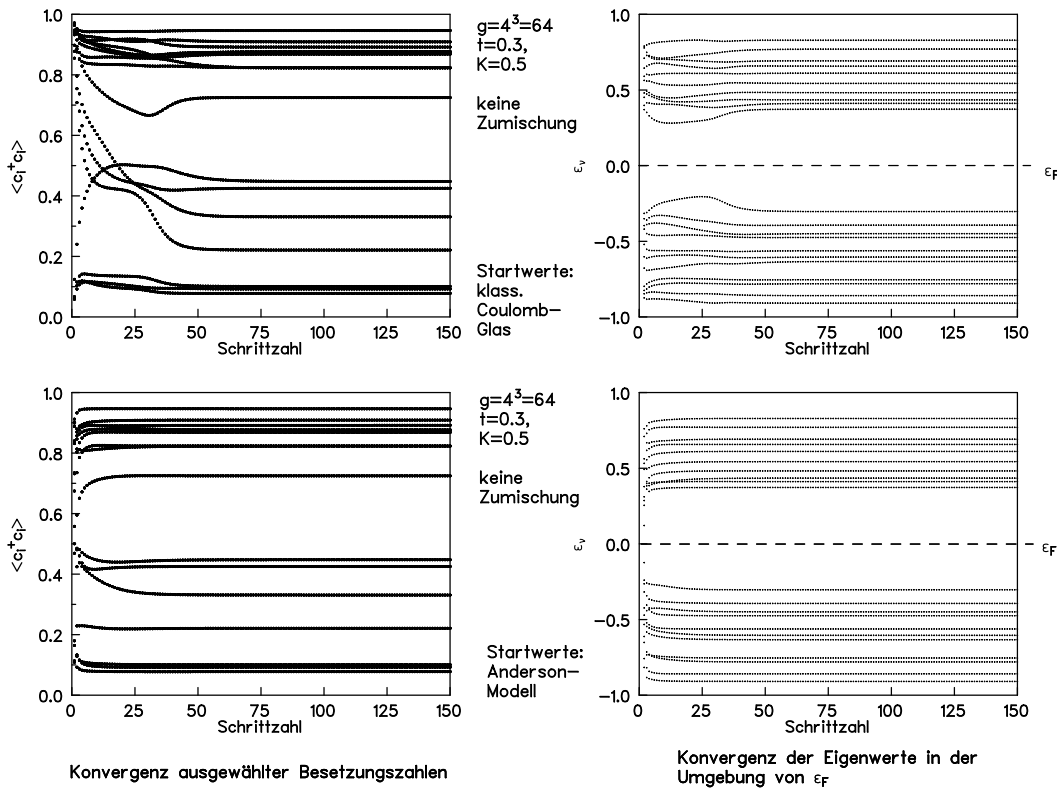 1.0
0.8
0.6
0.4
0.2
0.0
<c_i^+ c_i>
0 25 50 75 100 125 150
Schrittzahl
g=4³=64
t=0.3,
K=0.5
keine
Zumischung
Startwerte:
klass.
Coulomb−
Glas
1.0
0.5
0.0
−0.5
−1.0
ε_ν
ε_F
0 25 50 75 100 125 150
Schrittzahl
1.0
0.8
0.6
0.4
0.2
0.0
<c_i^+ c_i>
0 25 50 75 100 125 150
Schrittzahl
g=4³=64
t=0.3,
K=0.5
keine
Zumischung
Startwerte:
Anderson−
Modell
1.0
0.5
0.0
−0.5
−1.0
ε_ν
ε_F
0 25 50 75 100 125 150
Schrittzahl
Konvergenz ausgewählter Besetzungszahlen
Konvergenz der Eigenwerte in der
Umgebung von ε_F